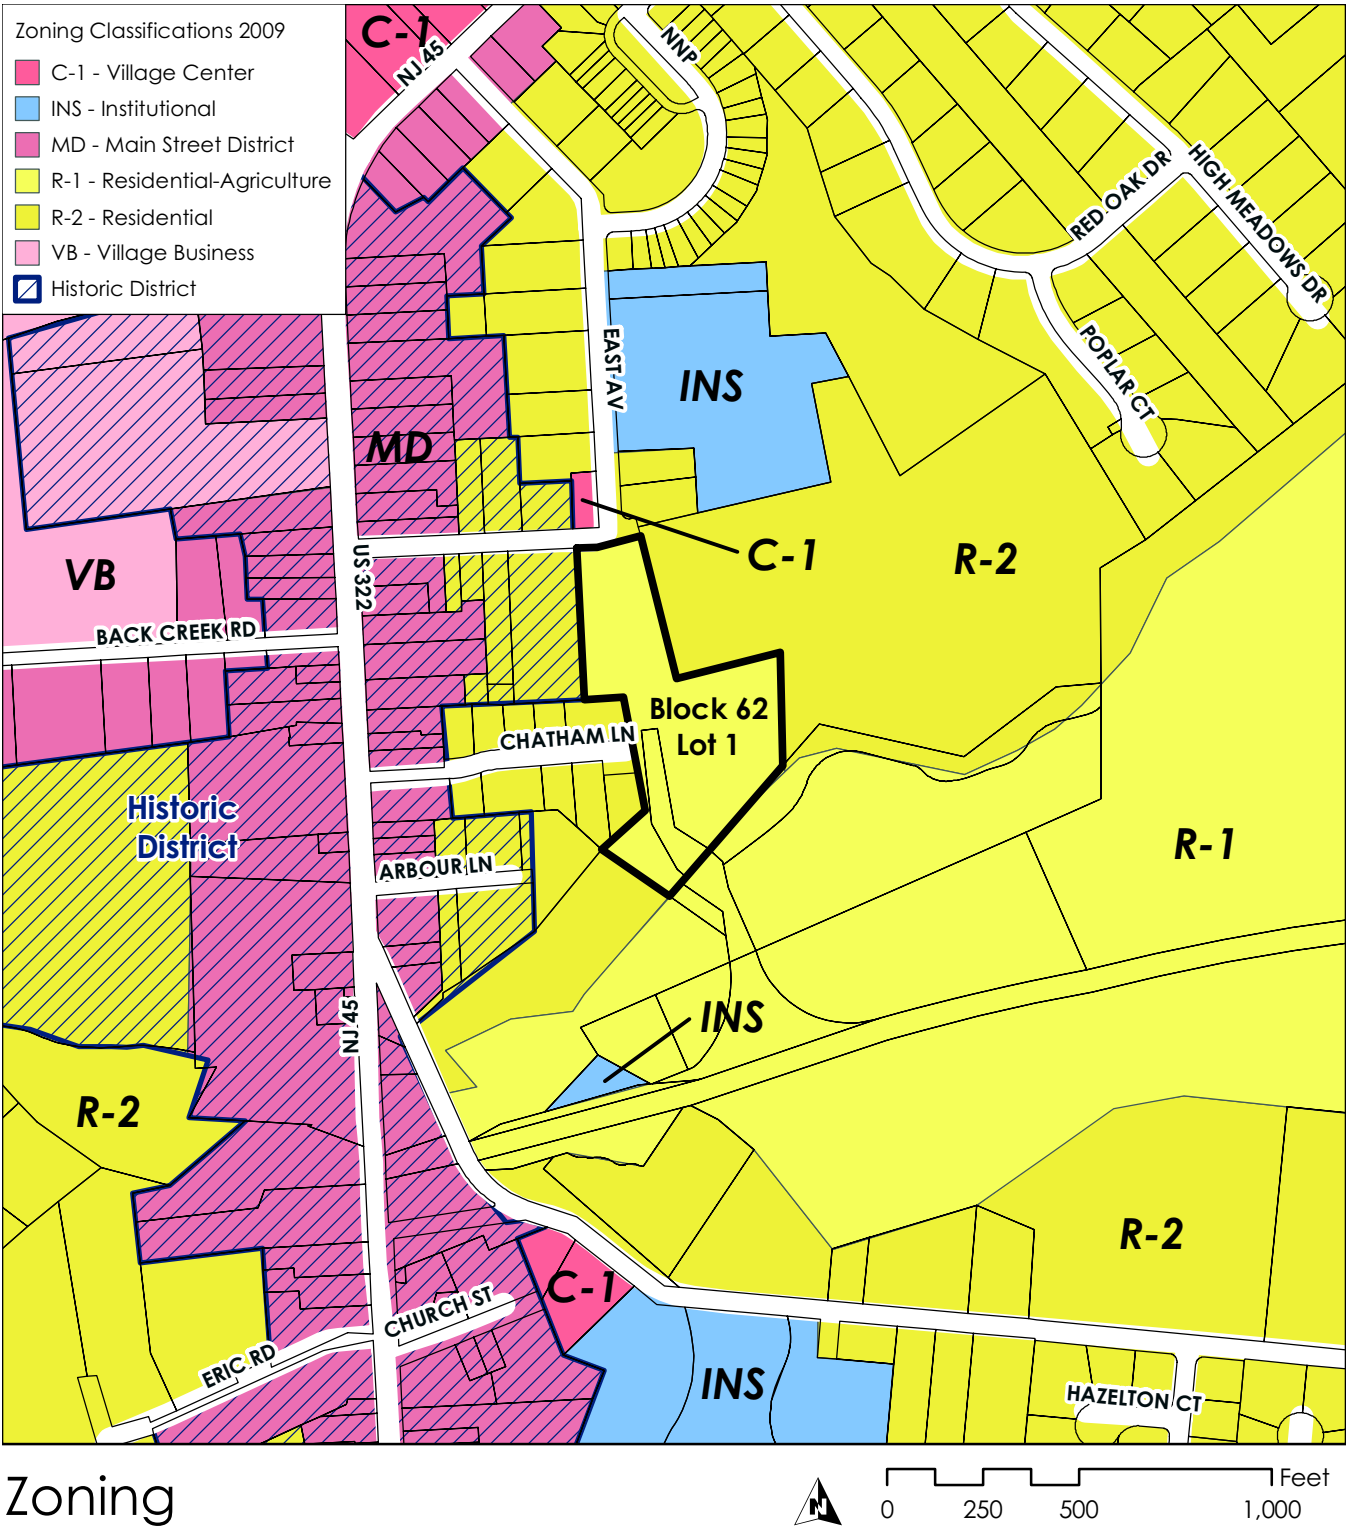 Zoning Classifications 2009
C-1 - Village Center
INS - Institutional
MD - Main Street District
R-1 - Residential-Agriculture
R-2 - Residential
VB - Village Business
Historic District
C-1
NJ 45
NNP
RED OAK DR
HIGH MEADOWS DR
POPLAR CT
EAST AV
INS
MD
C-1
R-2
US 322
VB
BACK CREEK RD
Block 62
Lot 1
CHATHAM LN
Historic
District
R-1
ARBOUR LN
NJ 45
INS
R-2
R-2
C-1
CHURCH ST
ERIC RD
INS
HAZELTON CT
Zoning
N
Feet
0 250 500 1,000